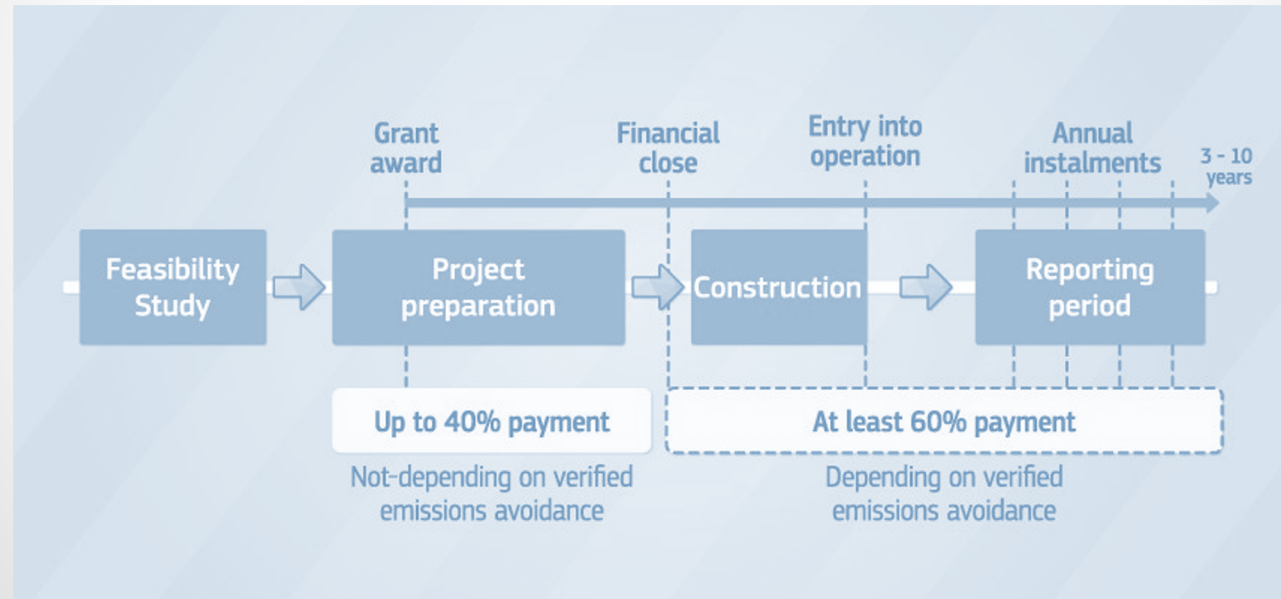 Grant
award
Financial
close
Entry into
operation
Annual
instalments
3 - 10
years
Feasibility
Study
Project
preparation
Construction
Reporting
period
Up to 40% payment
At least 60% payment
Not-depending on verified
emissions avoidance
Depending on verified
emissions avoidance